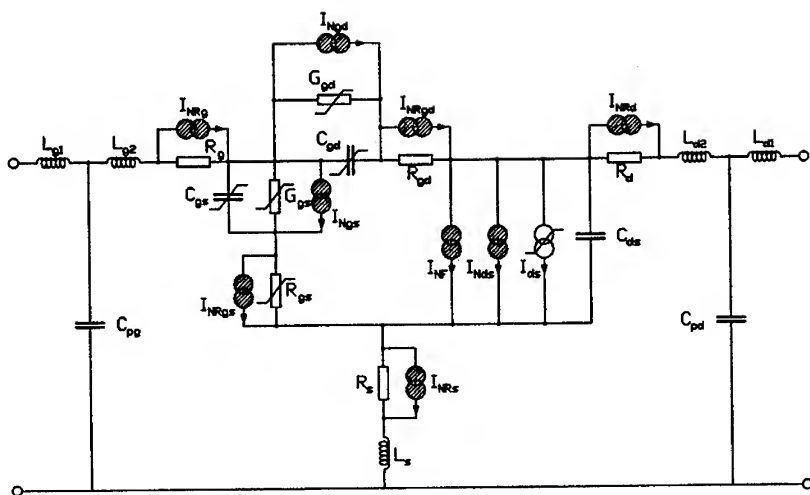 I_Ngd
G_gd
I_NRg
I_NRgd
I_NRd
L_g1
L_g2
R_g
C_gd
R_gd
R_d
L_d2
L_d1
C_gs
G_gs
I_Ngs
I_NF
I_Nds
I_ds
C_ds
I_NRgs
R_gs
C_pg
C_pd
R_s
I_NRs
L_s